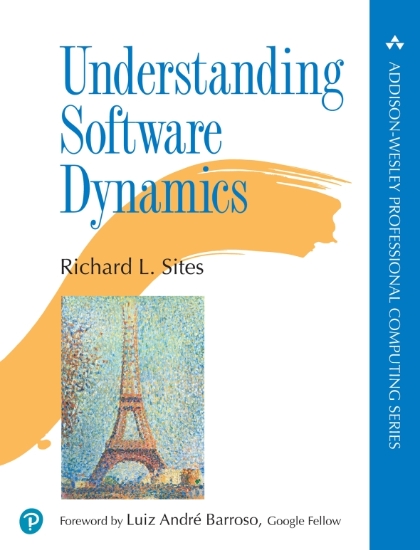 Understanding
Software
Dynamics
Richard L. Sites
Foreword by Luiz André Barroso, Google Fellow
ADDISON-WESLEY PROFESSIONAL COMPUTING SERIES
P